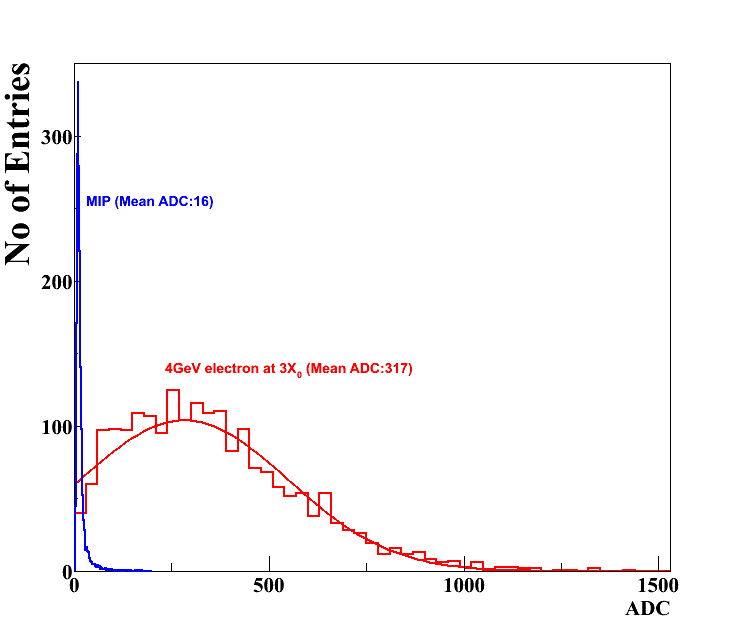 No of Entries
300
MIP (Mean ADC:16)
200
4GeV electron at 3X₀ (Mean ADC:317)
100
0
0 500 1000 1500
ADC